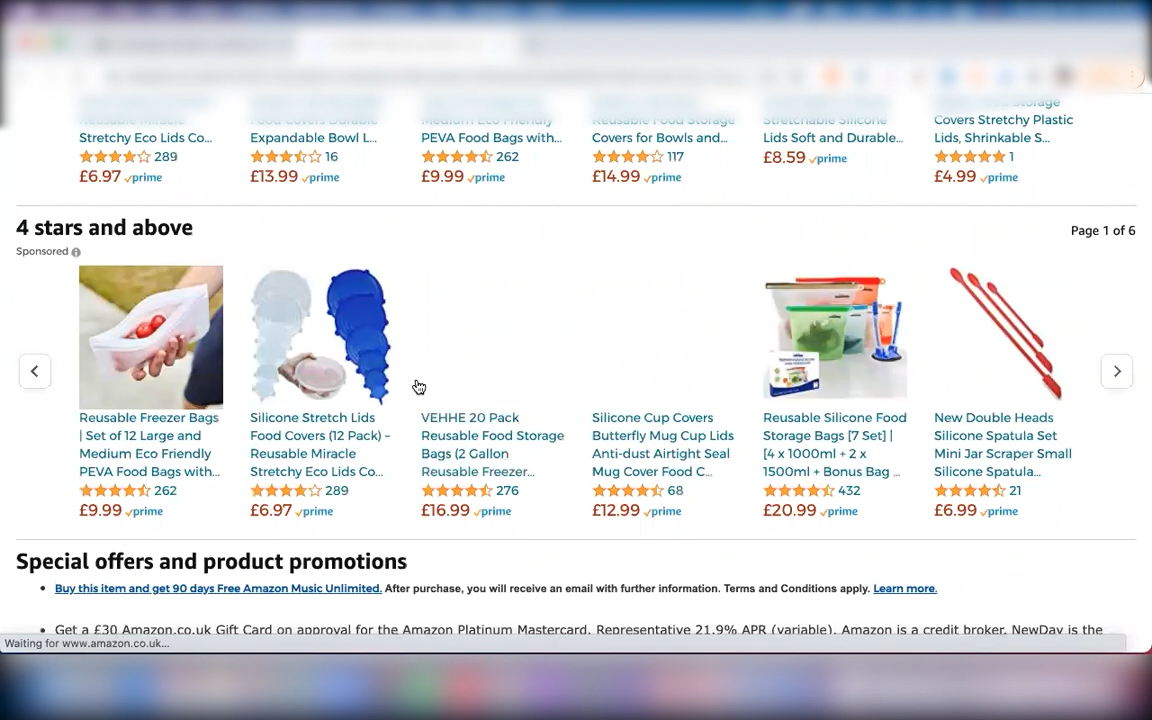 Stretchy Eco Lids Co...
Expandable Bowl L...
Medium Eco Friendly
PEVA Food Bags with...
Reusable Food Storage
Covers for Bowls and...
Stretchable Silicone
Lids Soft and Durable...
Covers Stretchy Plastic
Lids, Shrinkable S...
289
16
262
117
£8.59 prime
1
£6.97 prime
£13.99 prime
£9.99 prime
£14.99 prime
£4.99 prime
4 stars and above
Page 1 of 6
Sponsored
Reusable Freezer Bags
| Set of 12 Large and
Medium Eco Friendly
PEVA Food Bags with...
262
£9.99 prime
Silicone Stretch Lids
Food Covers (12 Pack) –
Reusable Miracle
Stretchy Eco Lids Co...
289
£6.97 prime
VEHHE 20 Pack
Reusable Food Storage
Bags (2 Gallon
Reusable Freezer...
276
£16.99 prime
Silicone Cup Covers
Butterfly Mug Cup Lids
Anti-dust Airtight Seal
Mug Cover Food C...
68
£12.99 prime
Reusable Silicone Food
Storage Bags [7 Set] |
[4 x 1000ml + 2 x
1500ml + Bonus Bag ...
432
£20.99 prime
New Double Heads
Silicone Spatula Set
Mini Jar Scraper Small
Silicone Spatula...
21
£6.99 prime
Special offers and product promotions
Buy this item and get 90 days Free Amazon Music Unlimited. After purchase, you will receive an email with further information. Terms and Conditions apply. Learn more.
Get a £30 Amazon.co.uk Gift Card on approval for the Amazon Platinum Mastercard. Representative 21.9% APR (variable). Amazon is a credit broker. NewDay is the
Waiting for www.amazon.co.uk...